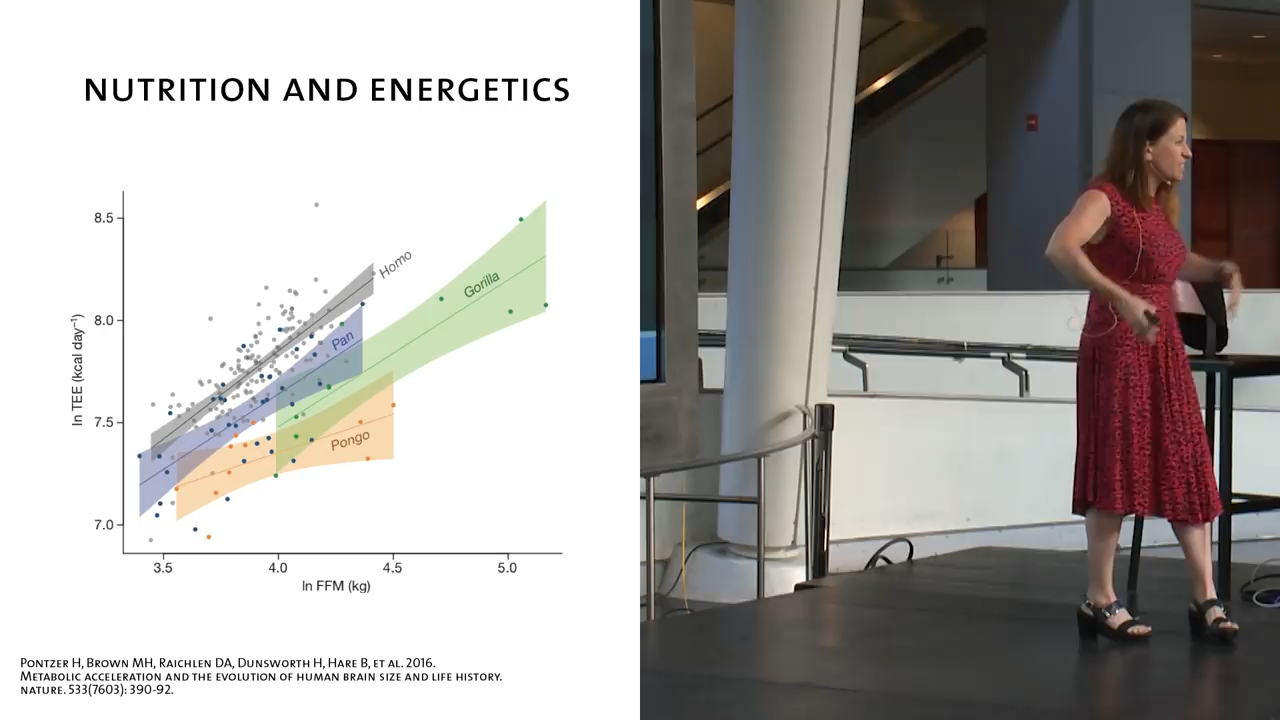 NUTRITION AND ENERGETICS
8.5
8.0
7.5
7.0
ln TEE (kcal day⁻¹)
Homo
Gorilla
Pan
Pongo
3.5 4.0 4.5 5.0
ln FFM (kg)
PONTZER H, BROWN MH, RAICHLEN DA, DUNSWORTH H, HARE B, ET AL. 2016.
METABOLIC ACCELERATION AND THE EVOLUTION OF HUMAN BRAIN SIZE AND LIFE HISTORY.
NATURE. 533(7603): 390-92.